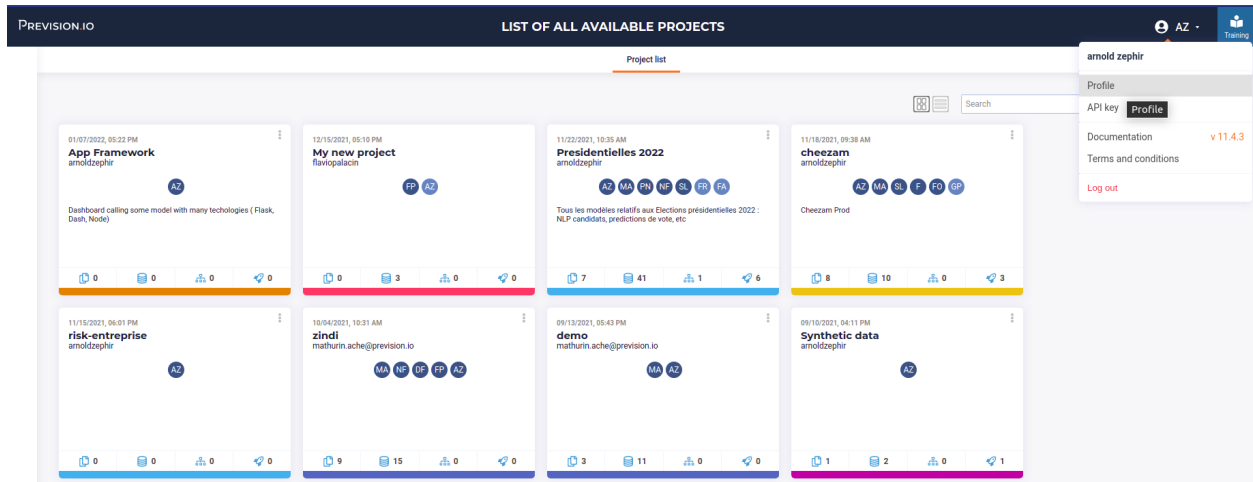 PREVISION.IO
LIST OF ALL AVAILABLE PROJECTS
AZ
Training
Project list
arnold zephir
Profile
API key
Profile
Documentation v 11.4.3
Terms and conditions
Log out
Search
01/07/2022, 05:22 PM
App Framework
arnoldzephir
AZ
Dashboard calling some model with many techologies ( Flask,
Dash, Node)
0 0 0 0
12/15/2021, 05:10 PM
My new project
flaviopalacin
FP AZ
0 3 0 0
11/22/2021, 10:35 AM
Presidentielles 2022
arnoldzephir
AZ MA PN NF SL FR FA
Tous les modèles relatifs aux Elections présidentielles 2022 :
NLP candidats, predictions de vote, etc
7 41 1 6
11/18/2021, 09:38 AM
cheezam
arnoldzephir
AZ MA SL F FO GP
Cheezam Prod
8 10 0 3
11/15/2021, 06:01 PM
risk-entreprise
arnoldzephir
AZ
0 0 0 0
10/04/2021, 10:31 AM
zindi
mathurin.ache@prevision.io
MA NF DF FP AZ
9 15 0 0
09/13/2021, 05:43 PM
demo
mathurin.ache@prevision.io
MA AZ
3 11 0 0
09/10/2021, 04:11 PM
Synthetic data
arnoldzephir
AZ
1 2 0 1